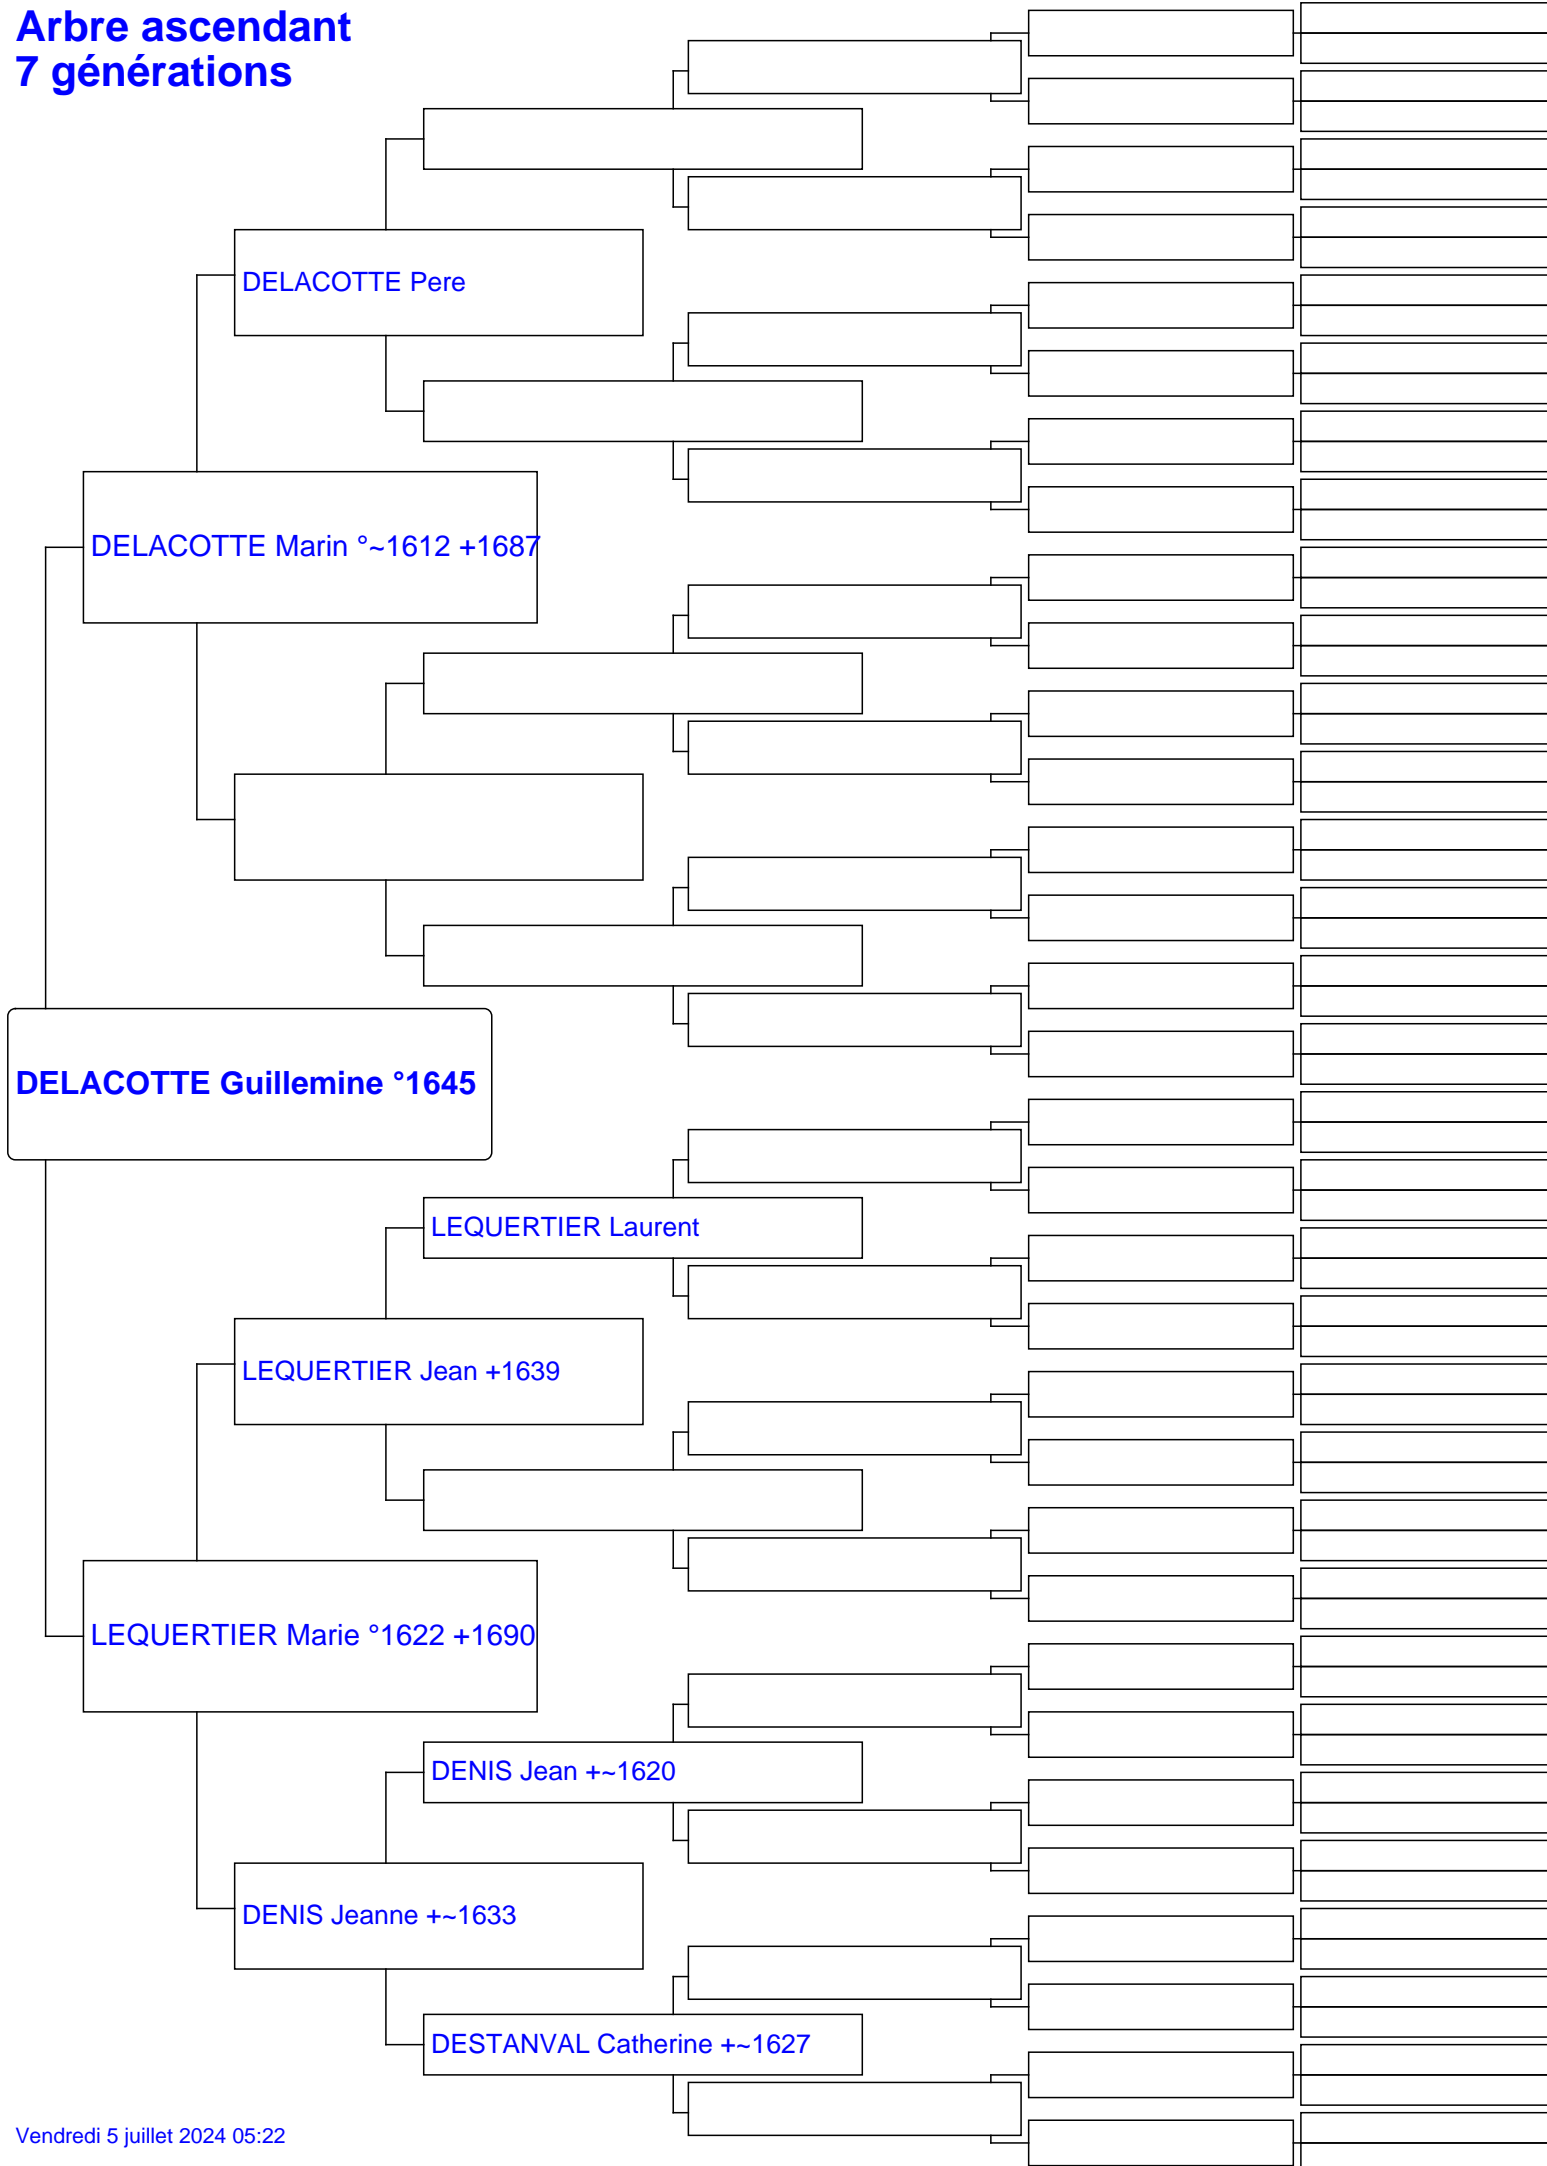 Arbre ascendant
7 générations
DELACOTTE Pere
DELACOTTE Marin °~1612 +1687
DELACOTTE Guillemine °1645
LEQUERTIER Laurent
LEQUERTIER Jean +1639
LEQUERTIER Marie °1622 +1690
DENIS Jean +~1620
DENIS Jeanne +~1633
DESTANVAL Catherine +~1627
Vendredi 5 juillet 2024 05:22